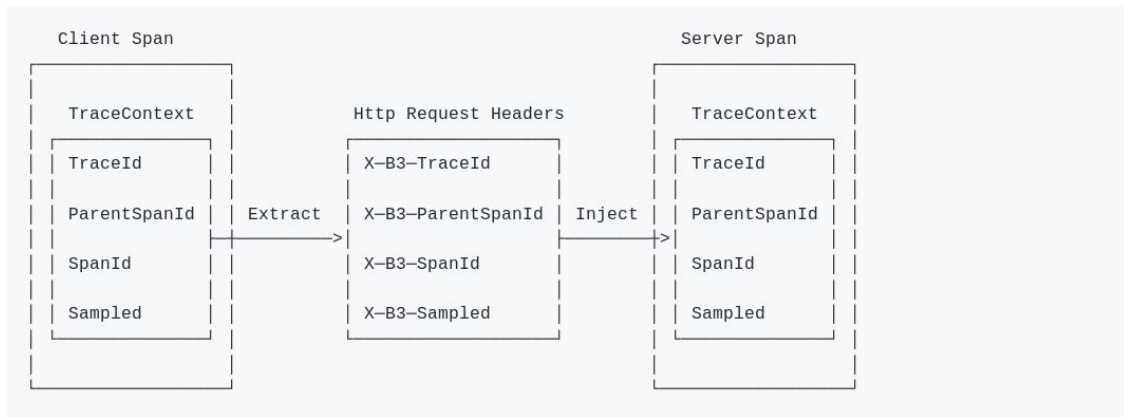 Client Span Server Span
TraceContext Http Request Headers TraceContext
TraceId X─B3─TraceId TraceId
ParentSpanId Extract X─B3─ParentSpanId Inject ParentSpanId
SpanId X─B3─SpanId SpanId
Sampled X─B3─Sampled Sampled